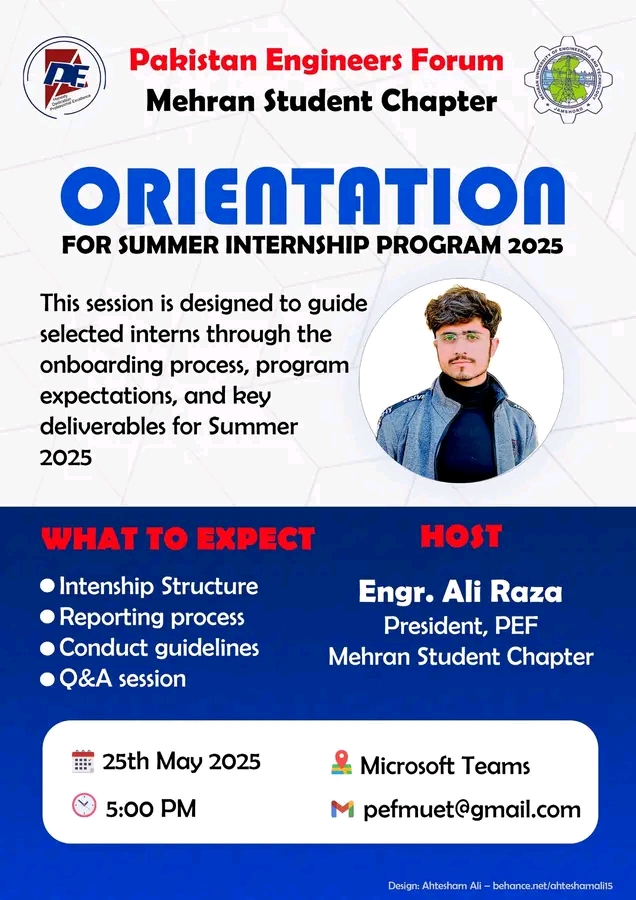 Pakistan Engineers Forum
Mehran Student Chapter
PE
ORIENTATION
FOR SUMMER INTERNSHIP PROGRAM 2025
This session is designed to guide
selected interns through the
onboarding process, program
expectations, and key
deliverables for Summer
2025
WHAT TO EXPECT
Intenship Structure
Reporting process
Conduct guidelines
Q&A session
HOST
Engr. Ali Raza
President, PEF
Mehran Student Chapter
25th May 2025
5:00 PM
Microsoft Teams
pefmuet@gmail.com
Design: Ahtesham Ali – behance.net/ahteshamali15